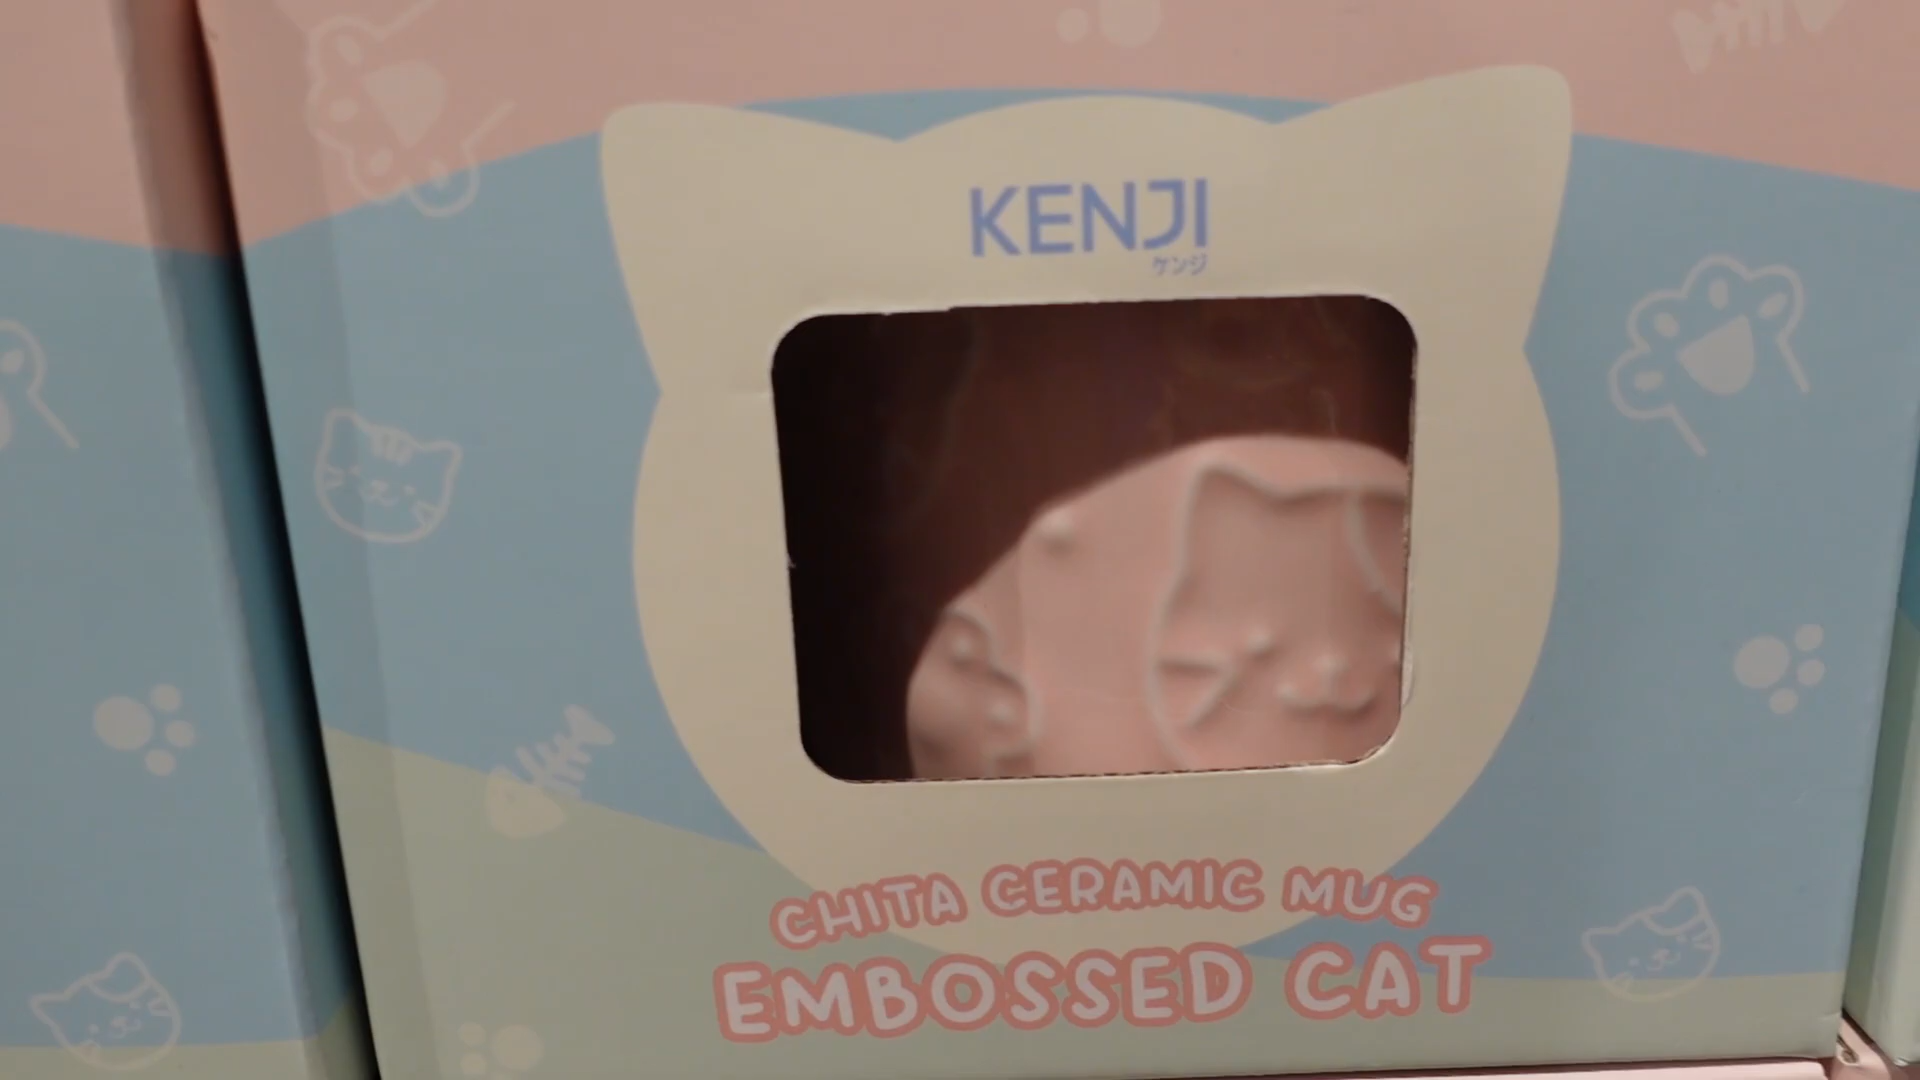 KENJI
ケンジ
CHITA CERAMIC MUG
EMBOSSED CAT